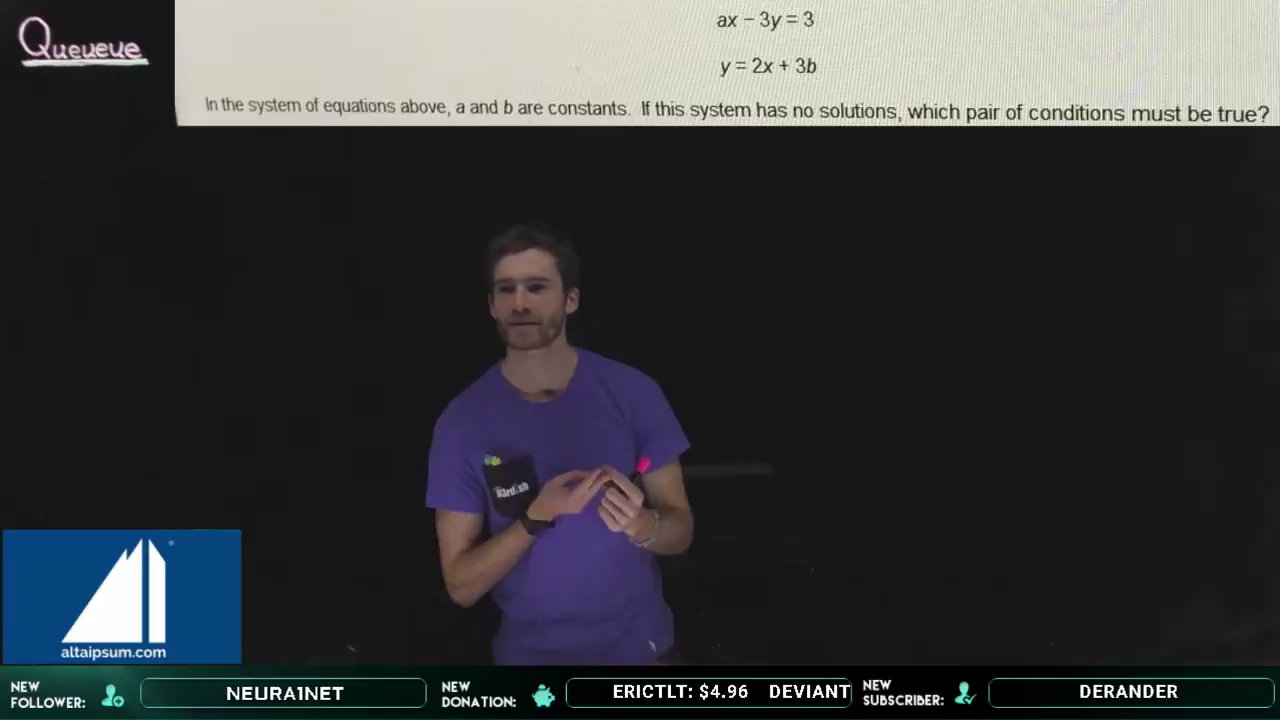 Queueue
ax − 3y = 3
y = 2x + 3b
In the system of equations above, a and b are constants. If this system has no solutions, which pair of conditions must be true?
altaipsum.com
NEW FOLLOWER:
NEURA1NET
NEW DONATION:
ERICTLT: $4.96 DEVIANT
NEW SUBSCRIBER:
DERANDER